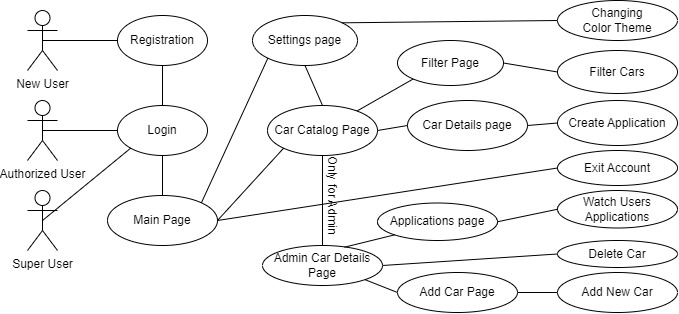 New User
Authorized User
Super User
Registration
Login
Main Page
Settings page
Car Catalog Page
Only for Admin
Admin Car Details
Page
Filter Page
Car Details page
Applications page
Add Car Page
Changing
Color Theme
Filter Cars
Create Application
Exit Account
Watch Users
Applications
Delete Car
Add New Car